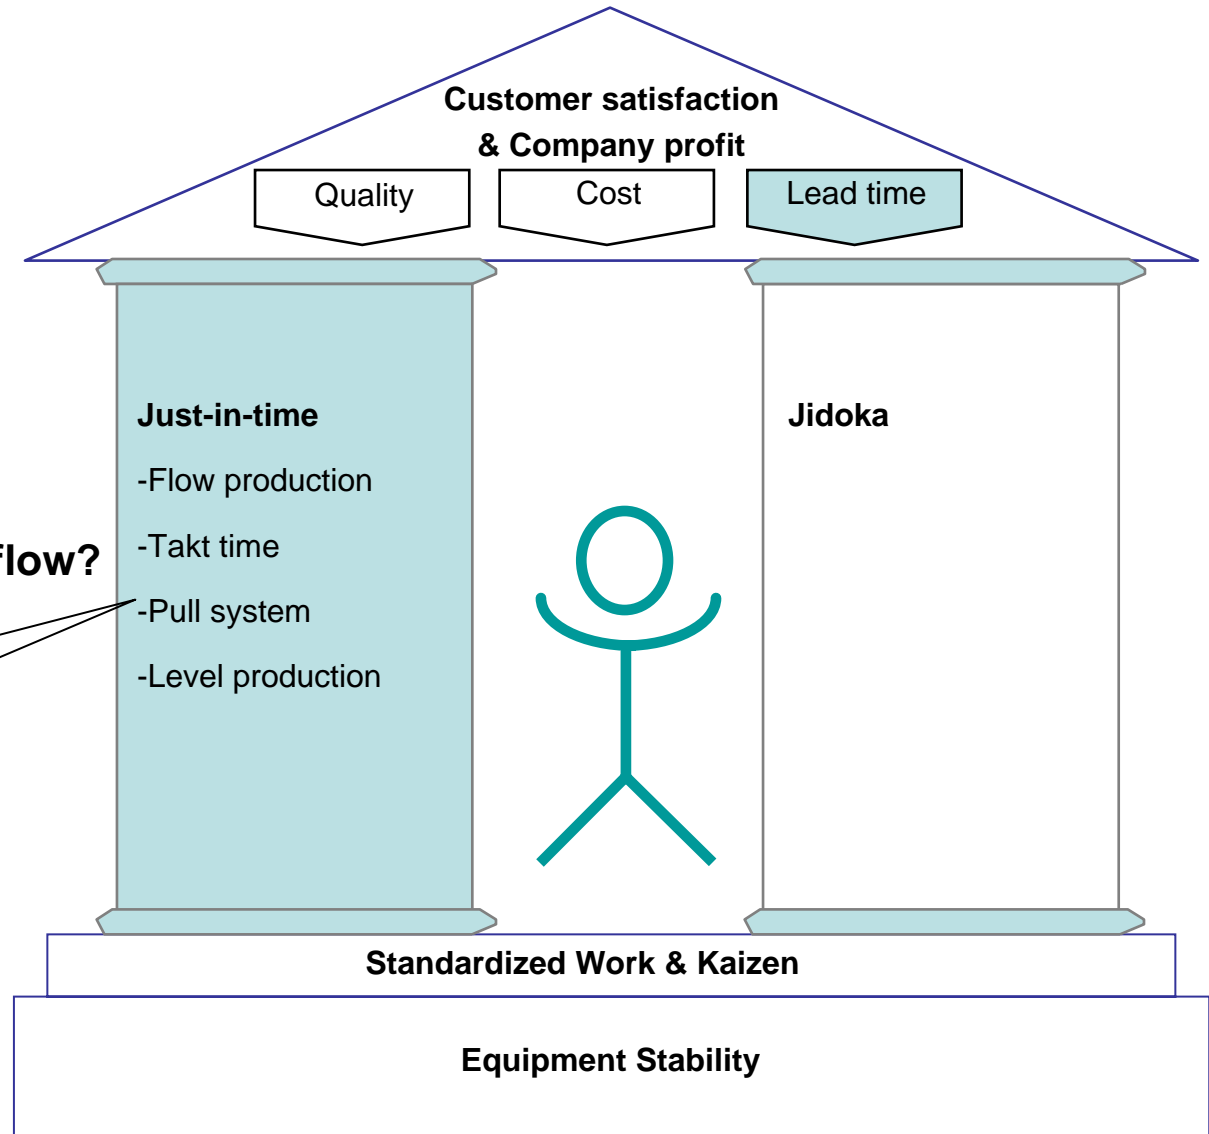 Customer satisfaction
& Company profit
Quality
Cost
Lead time
Just-in-time
-Flow production
-Takt time
-Pull system
-Level production
flow?
Jidoka
Standardized Work & Kaizen
Equipment Stability